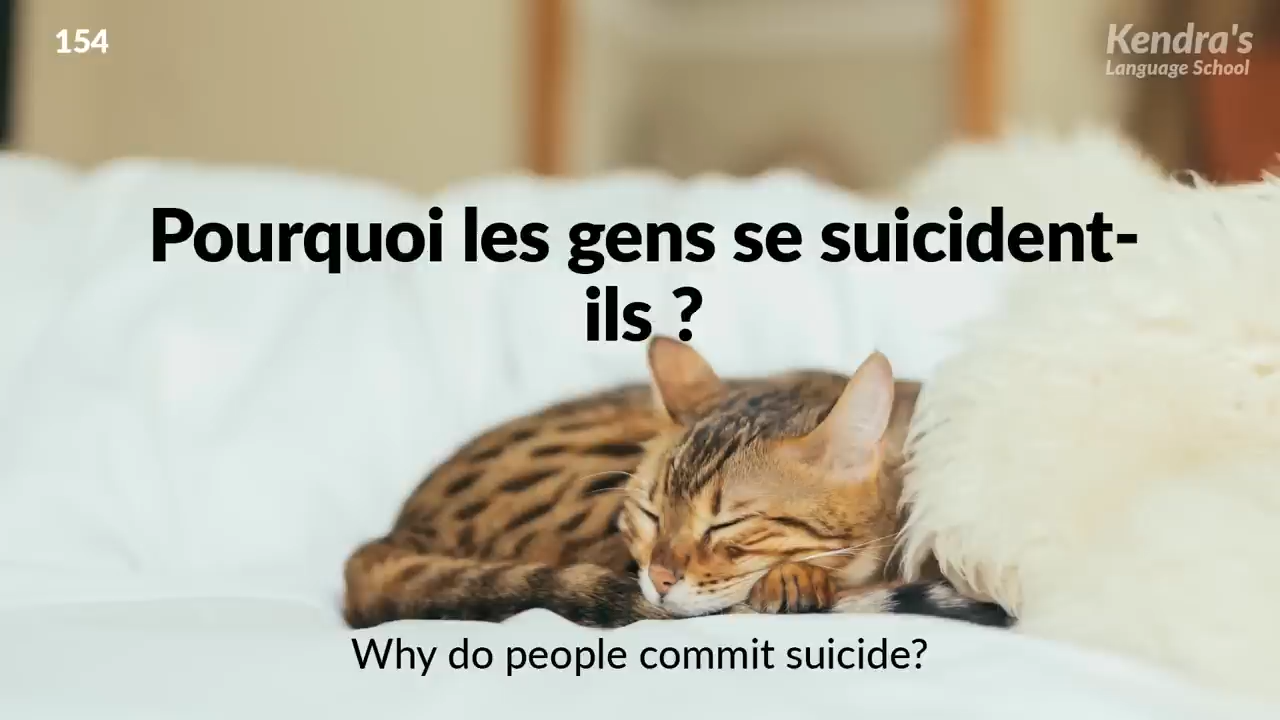 154
Kendra's
Language School
Pourquoi les gens se suicident-
ils ?
Why do people commit suicide?